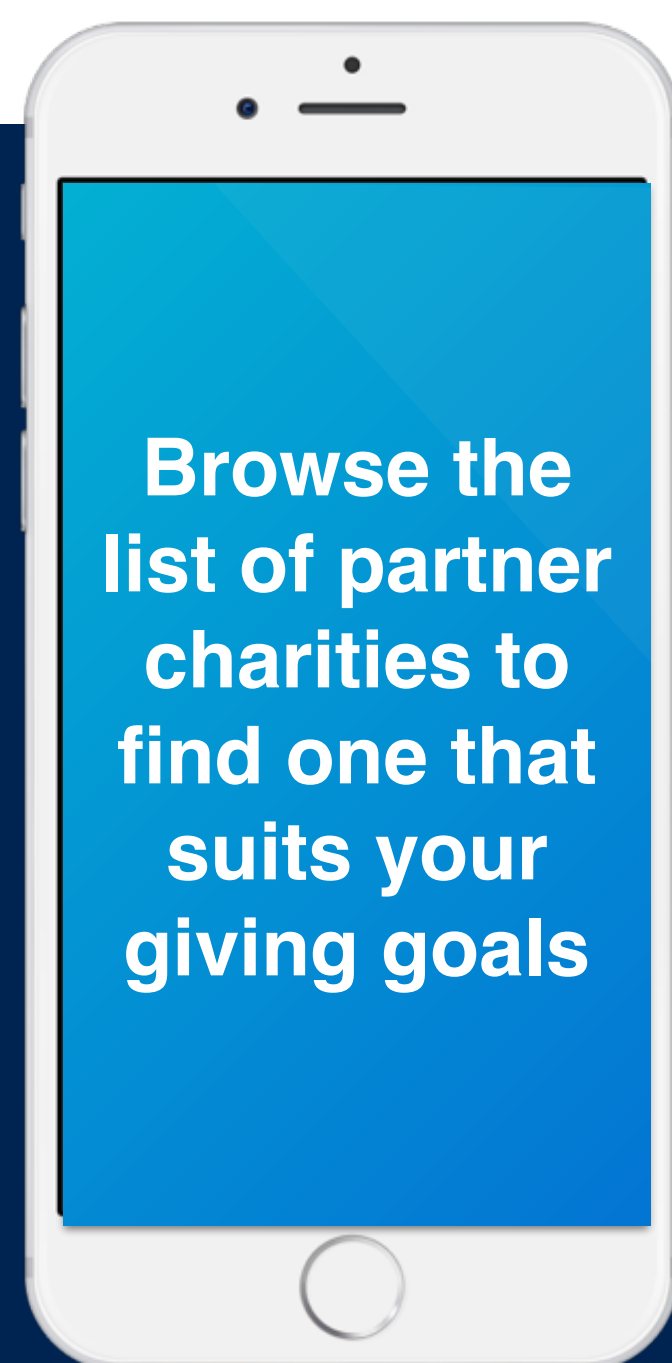 Browse the
list of partner
charities to
find one that
suits your
giving goals